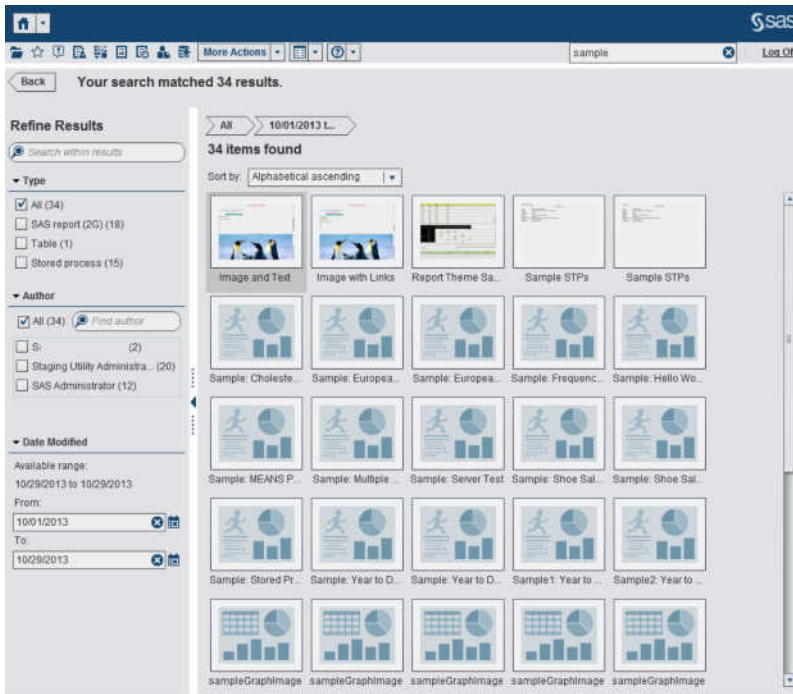 sas
More Actions
sample
Log Of
Back
Your search matched 34 results.
Refine Results
Search within results
Type
All (34)
SAS report (2G) (18)
Table (1)
Stored process (15)
Author
All (34)
Find author
S (2)
Staging Utility Administra... (20)
SAS Administrator (12)
Date Modified
Available range:
10/29/2013 to 10/29/2013
From:
10/01/2013
To:
10/29/2013
All
10/01/2013 t...
34 items found
Sort by: Alphabetical ascending
Image and Text Image with Links Report Theme Sa... Sample STPs Sample STPs
Sample: Choleste... Sample: Europea... Sample: Europea... Sample: Frequenc... Sample: Hello Wo...
Sample: MEANS P... Sample: Multiple ... Sample: Server Test Sample: Shoe Sal... Sample: Shoe Sal...
Sample: Stored Pr... Sample: Year to D... Sample: Year to D... Sample1: Year to ... Sample2: Year to ...
sampleGraphImage sampleGraphImage sampleGraphImage sampleGraphImage sampleGraphImage